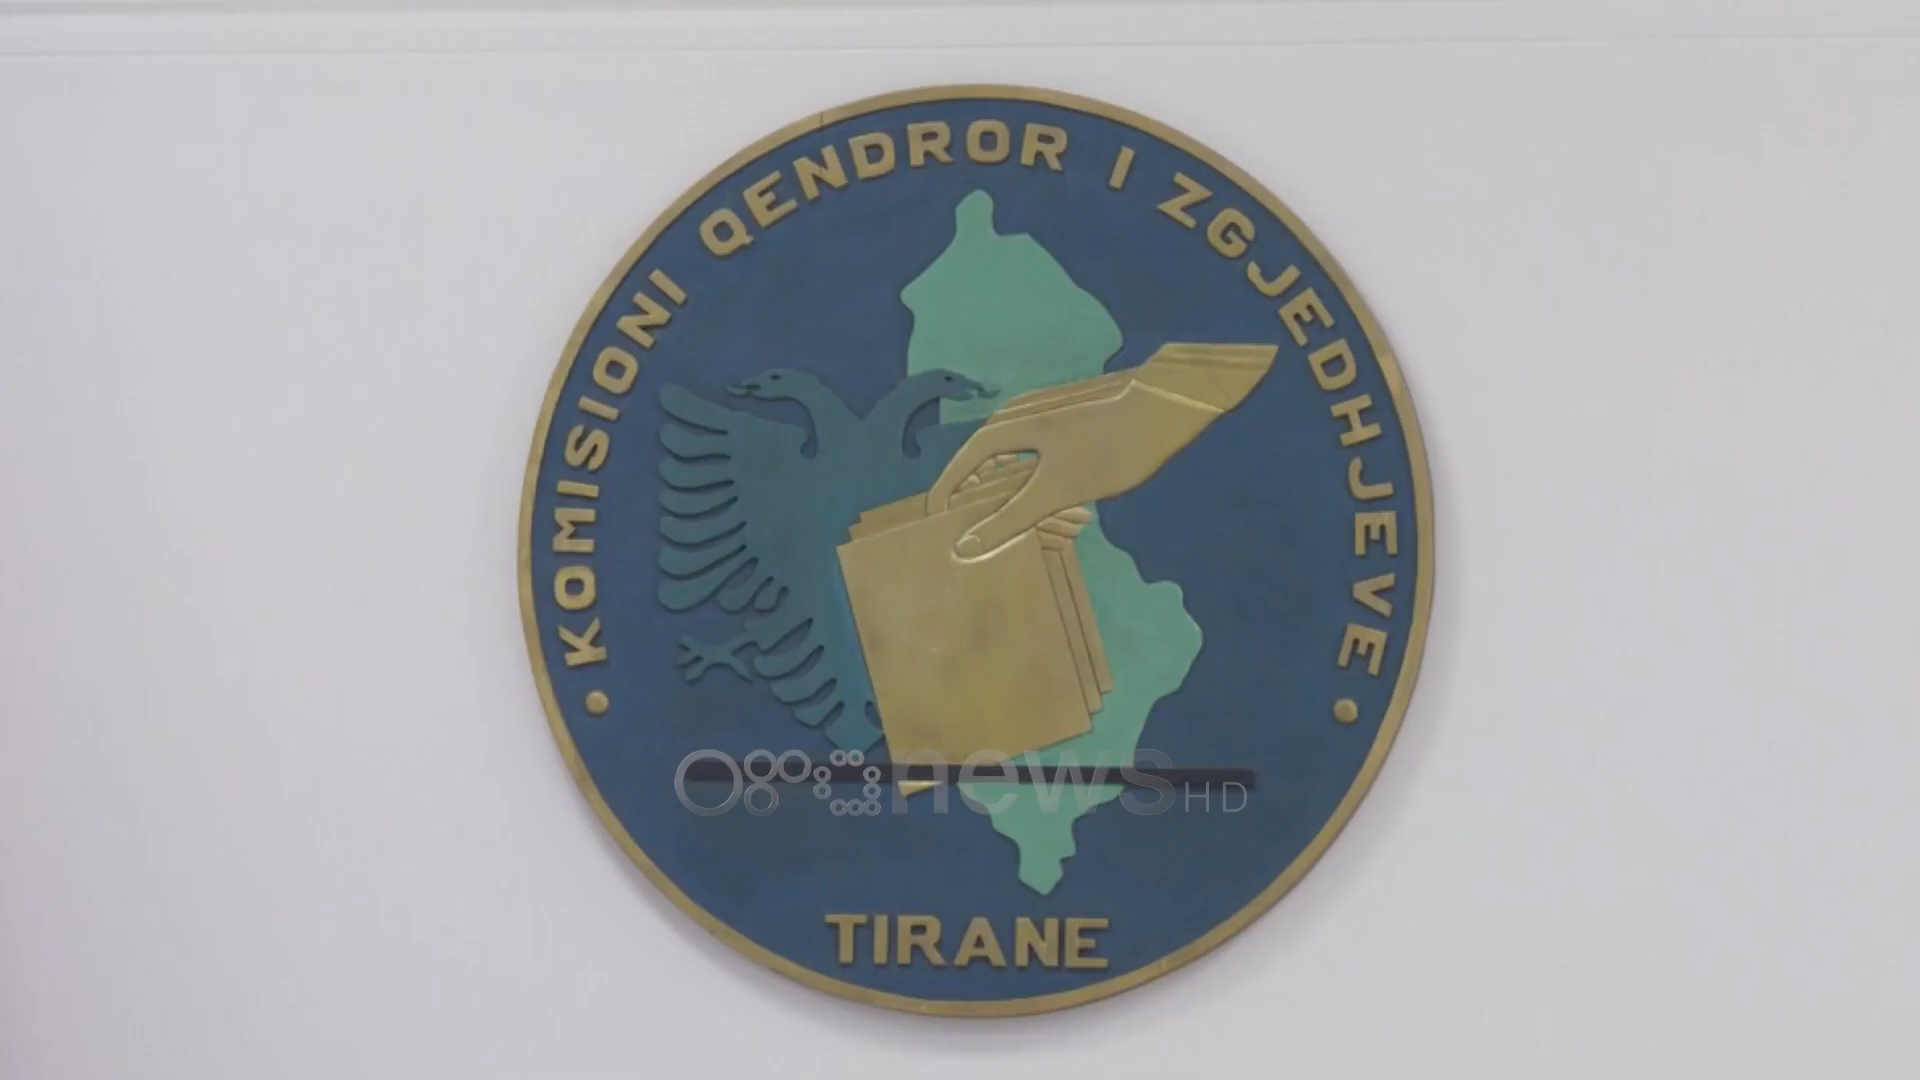 • KOMISIONI QENDROR I ZGJEDHJEVE •
news HD
TIRANE